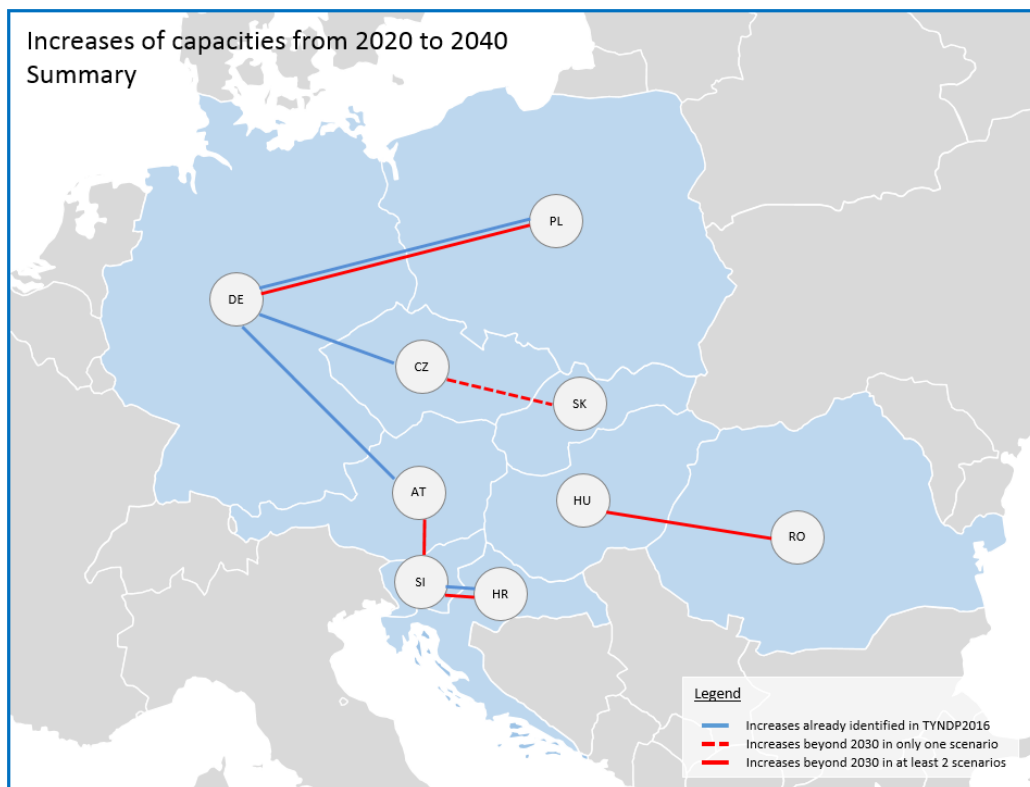 Increases of capacities from 2020 to 2040
Summary
PL
DE
CZ
SK
AT
HU
RO
SI
HR
Legend
Increases already identified in TYNDP2016
Increases beyond 2030 in only one scenario
Increases beyond 2030 in at least 2 scenarios